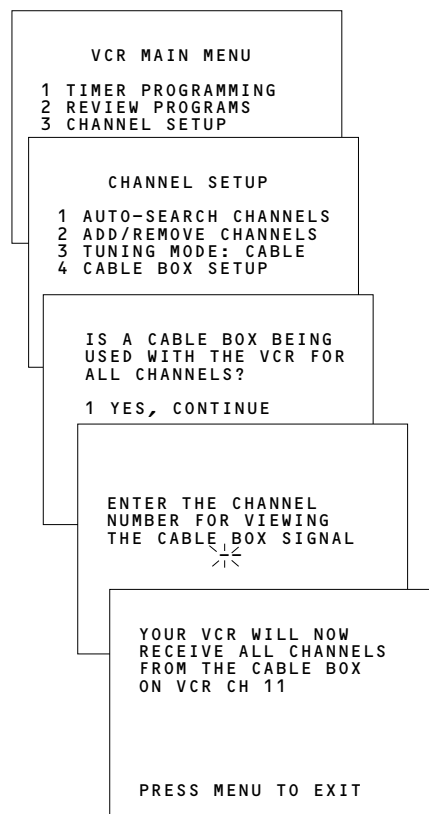 VCR MAIN MENU
1 TIMER PROGRAMMING
2 REVIEW PROGRAMS
3 CHANNEL SETUP
CHANNEL SETUP
1 AUTO-SEARCH CHANNELS
2 ADD/REMOVE CHANNELS
3 TUNING MODE: CABLE
4 CABLE BOX SETUP
IS A CABLE BOX BEING
USED WITH THE VCR FOR
ALL CHANNELS?
1 YES, CONTINUE
ENTER THE CHANNEL
NUMBER FOR VIEWING
THE CABLE BOX SIGNAL
--
YOUR VCR WILL NOW
RECEIVE ALL CHANNELS
FROM THE CABLE BOX
ON VCR CH 11
PRESS MENU TO EXIT